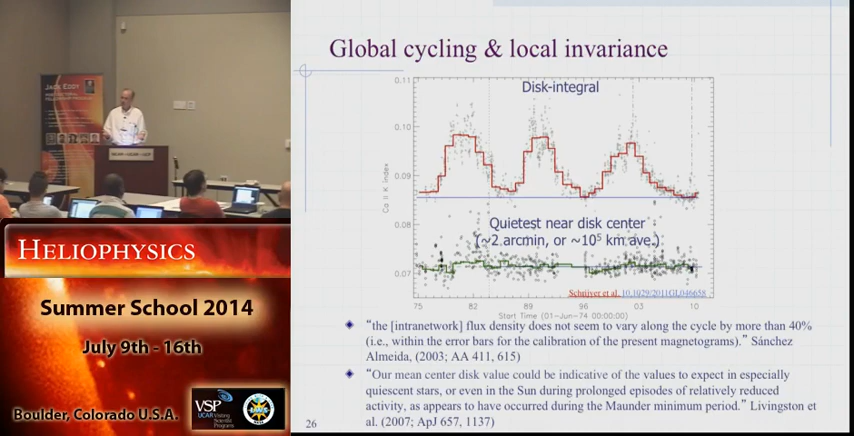 Global cycling & local invariance
JACK EDDY
HELIOPHYSICS
Summer School 2014
July 9th - 16th
Boulder, Colorado U.S.A.
VSP
UCAR Visiting
Scientist
Programs
0.11
0.10
0.09
0.08
0.07
Ca II K index
Disk-integral
Quietest near disk center
(~2 arcmin, or ~10⁵ km ave.)
Schrijver et al. 10.1029/2011GL046658
75 82 89 96 03 10
Start Time (01-Jun-74 00:00:00)
“the [intranetwork] flux density does not seem to vary along the cycle by more than 40%
(i.e., within the error bars for the calibration of the present magnetograms).” Sánchez
Almeida, (2003; AA 411, 615)
“Our mean center disk value could be indicative of the values to expect in especially
quiescent stars, or even in the Sun during prolonged episodes of relatively reduced
activity, as appears to have occurred during the Maunder minimum period.” Livingston et
al. (2007; ApJ 657, 1137)
26